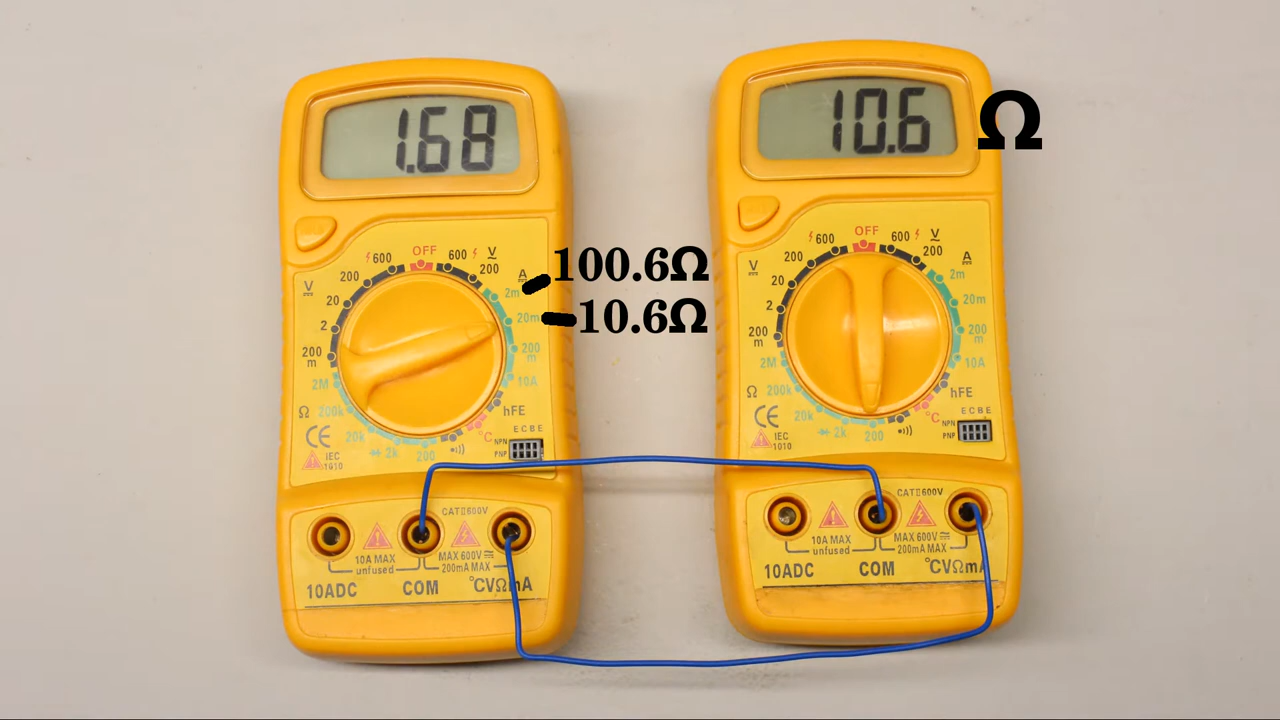 1.68
10.6 Ω
100.6Ω
10.6Ω
OFF
600 600 V
200 200
V A
20 2m
2 20m
200 m 200 m
2M 10A
Ω 200k hFE
20k °C
2k
200
E C B E
NPN
PNP
CE
IEC
1010
CAT II 600V
10A MAX
unfused
MAX 600V
200mA MAX
10ADC COM °CVΩmA
OFF
600 600 V
200 200
V A
20 2m
2 20m
200 m 200 m
2M 10A
Ω 200k hFE
20k °C
2k
200
E C B E
NPN
PNP
CE
IEC
1010
CAT II 600V
10A MAX
unfused
MAX 600V
200mA MAX
10ADC COM °CVΩmA